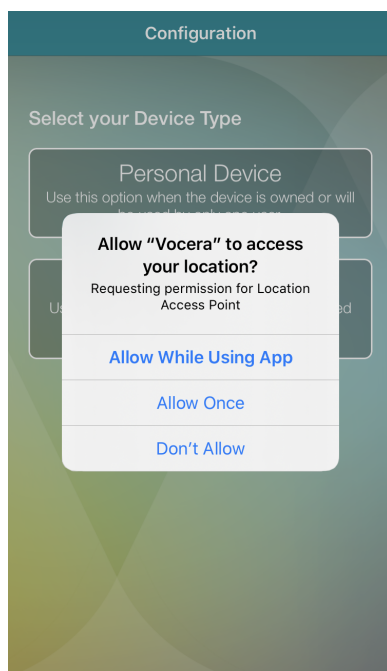 Configuration
Select your Device Type
Personal Device
Use this option when the device is owned or will
Allow “Vocera” to access
your location?
Requesting permission for Location
Access Point
Allow While Using App
Allow Once
Don’t Allow